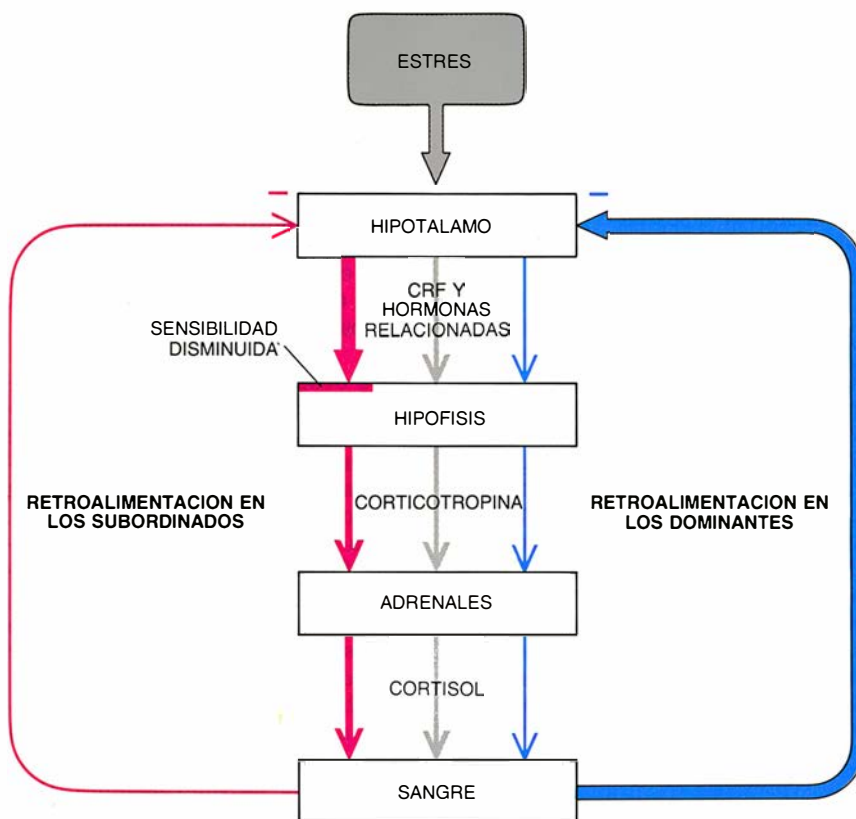 ESTRES
HIPOTALAMO
CRF Y
HORMONAS
RELACIONADAS
SENSIBILIDAD
DISMINUIDA
HIPOFISIS
RETROALIMENTACION EN
LOS SUBORDINADOS
CORTICOTROPINA
RETROALIMENTACION EN
LOS DOMINANTES
ADRENALES
CORTISOL
SANGRE